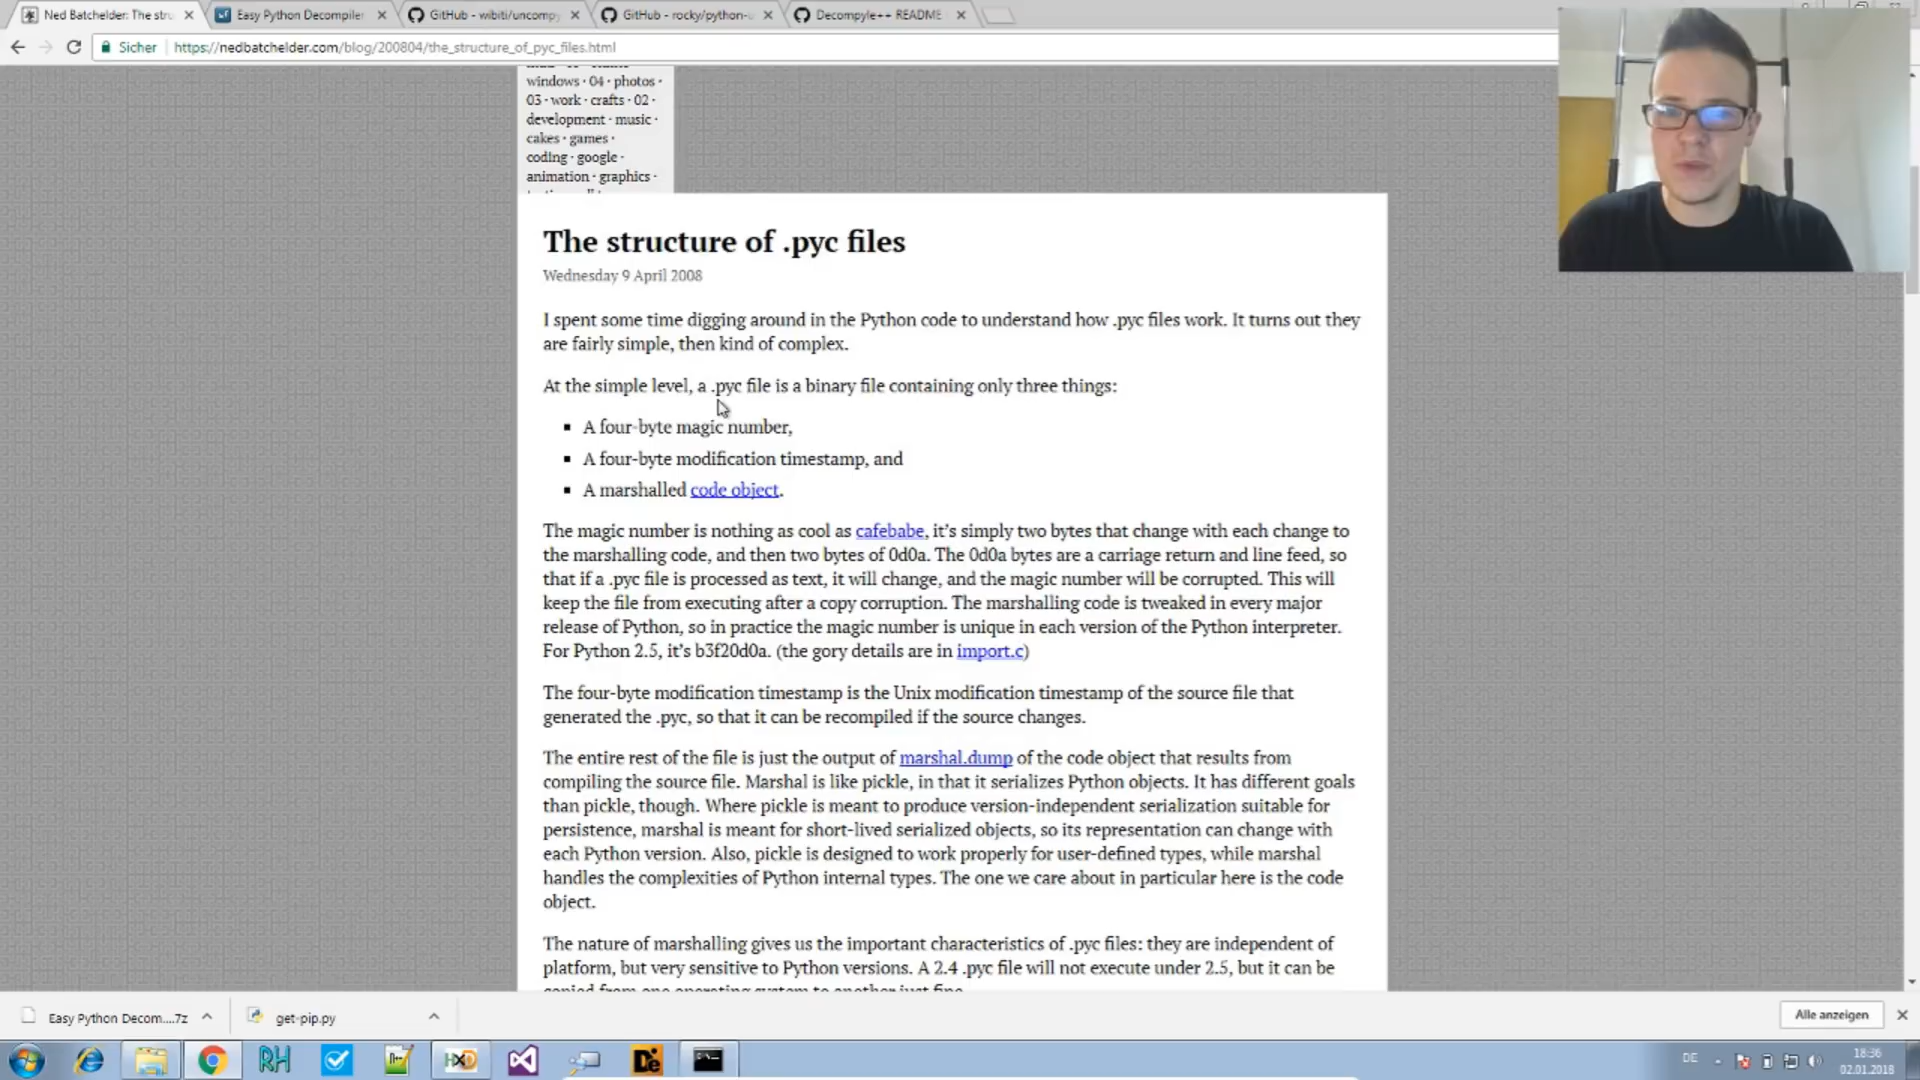 Ned Batchelder: The stru
Easy Python Decompiler
GitHub - wibiti/uncomp
GitHub - rocky/python-
Decompyle++ README
Sicher
https://nedbatchelder.com/blog/200804/the_structure_of_pyc_files.html
windows · 04 · photos ·
03 · work · crafts · 02 ·
development · music ·
cakes · games ·
coding · google ·
animation · graphics ·
The structure of .pyc files
Wednesday 9 April 2008
I spent some time digging around in the Python code to understand how .pyc files work. It turns out they
are fairly simple, then kind of complex.
At the simple level, a .pyc file is a binary file containing only three things:
A four-byte magic number,
A four-byte modification timestamp, and
A marshalled code object.
The magic number is nothing as cool as cafebabe, it's simply two bytes that change with each change to
the marshalling code, and then two bytes of 0d0a. The 0d0a bytes are a carriage return and line feed, so
that if a .pyc file is processed as text, it will change, and the magic number will be corrupted. This will
keep the file from executing after a copy corruption. The marshalling code is tweaked in every major
release of Python, so in practice the magic number is unique in each version of the Python interpreter.
For Python 2.5, it's b3f20d0a. (the gory details are in import.c)
The four-byte modification timestamp is the Unix modification timestamp of the source file that
generated the .pyc, so that it can be recompiled if the source changes.
The entire rest of the file is just the output of marshal.dump of the code object that results from
compiling the source file. Marshal is like pickle, in that it serializes Python objects. It has different goals
than pickle, though. Where pickle is meant to produce version-independent serialization suitable for
persistence, marshal is meant for short-lived serialized objects, so its representation can change with
each Python version. Also, pickle is designed to work properly for user-defined types, while marshal
handles the complexities of Python internal types. The one we care about in particular here is the code
object.
The nature of marshalling gives us the important characteristics of .pyc files: they are independent of
platform, but very sensitive to Python versions. A 2.4 .pyc file will not execute under 2.5, but it can be
copied from one operating system to another just fine.
Easy Python Decom....7z
get-pip.py
Alle anzeigen
RH
HXD
De
DE
18:36
02.01.2018